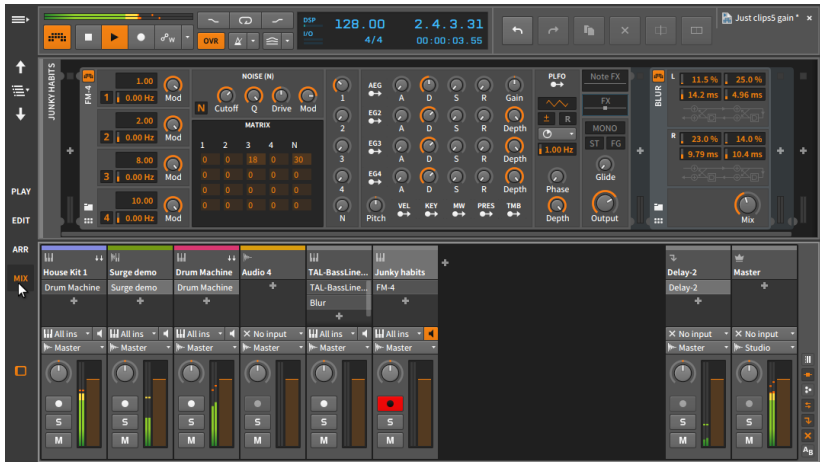 DSP
I/O
128.00
4/4
2.4.3.31
00:00:03.55
OVR
Just clips5 gain * ×
PLAY
EDIT
ARR
MIX
JUNKY HABITS
FM-4
1.00
1 0.00 Hz Mod
2.00
2 0.00 Hz Mod
8.00
3 0.00 Hz Mod
10.00
4 0.00 Hz Mod
NOISE (N)
N Cutoff Q Drive Mod
MATRIX
1 2 3 4 N
0 0 18 0 30
0 0 0 0 0
0 0 0 0 0
0 0 0 0 0
1
2
3
4
N
AEG A D S R Gain
EG2 A D S R Depth
EG3 A D S R Depth
EG4 A D S R Depth
Pitch VEL KEY MW PRES TMB
PLFO
± R
1.00 Hz
Phase
Depth
Note FX
FX
MONO
ST FG
Glide
Output
BLUR
L 11.5 % 25.0 %
14.2 ms 4.96 ms
R 23.0 % 14.0 %
9.79 ms 10.4 ms
Mix
House Kit 1 Surge demo Drum Machine Audio 4 TAL-BassLine... Junky habits Delay-2 Master
Drum Machine Surge demo Drum Machine TAL-BassLine... FM-4 Delay-2
Blur
All ins All ins All ins No input All ins All ins No input No input
Master Master Master Master Master Master Master Studio
S S S S S S S S
M M M M M M M M
AB